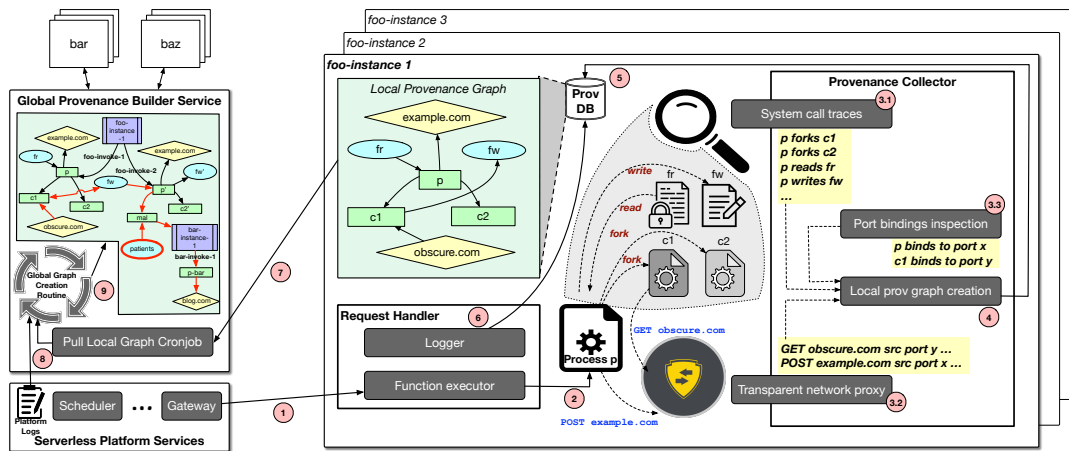 bar
baz
Global Provenance Builder Service
foo-
instance
-1
example.com
example.com
foo-invoke-1
fr
foo-invoke-2
p
fw
p'
fw'
c1
c2
c2'
mal
obscure.com
bar-
instance-
1
patients
bar-invoke-1
p-bar
blog.com
Global Graph
Creation
Routine
9
8
Pull Local Graph Cronjob
7
Platform
Logs
Scheduler
...
Gateway
Serverless Platform Services
1
foo-instance 3
foo-instance 2
foo-instance 1
Local Provenance Graph
example.com
fr
fw
p
c1
c2
obscure.com
Prov
DB
5
Request Handler
6
Logger
Function executor
2
Process p
write
read
fork
fork
fr
fw
c1
c2
GET obscure.com
POST example.com
Provenance Collector
System call traces
3.1
p forks c1
p forks c2
p reads fr
p writes fw
...
3.3
Port bindings inspection
p binds to port x
c1 binds to port y
Local prov graph creation
4
GET obscure.com src port y ...
POST example.com src port x ...
Transparent network proxy
3.2